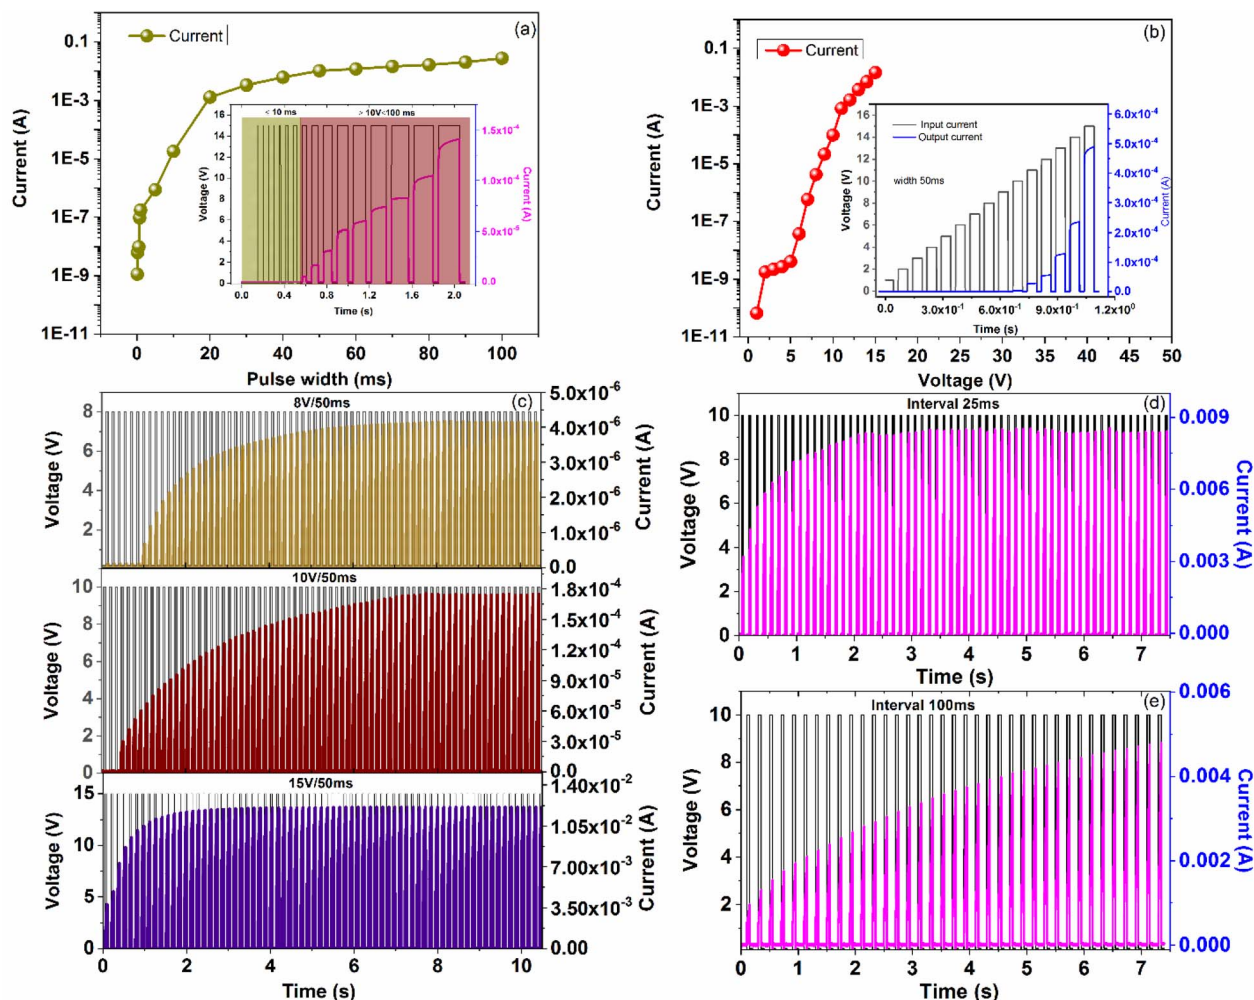 (a)
Current
0.1
1E-3
1E-5
1E-7
1E-9
1E-11
Current (A)
0 20 40 60 80 100
Pulse width (ms)
< 10 ms > 10V<100 ms
16
14
12
10
8
6
4
2
0
Voltage (V)
1.5x10⁻⁴
1.0x10⁻⁴
5.0x10⁻⁵
0.0
Current (A)
0.0 0.4 0.8 1.2 1.6 2.0
Time (s)
(b)
Current
0.1
1E-3
1E-5
1E-7
1E-9
1E-11
Current (A)
0 5 10 15 20 25 30 35 40 45 50
Voltage (V)
Input current
Output current
width 50ms
16
14
12
10
8
6
4
2
0
Voltage (V)
6.0x10⁻⁴
5.0x10⁻⁴
4.0x10⁻⁴
3.0x10⁻⁴
2.0x10⁻⁴
1.0x10⁻⁴
0.0
Current (A)
0.0 3.0x10⁻¹ 6.0x10⁻¹ 9.0x10⁻¹ 1.2x10⁰
Time (s)
8V/50ms
(c)
8
6
4
2
Voltage (V)
5.0x10⁻⁶
4.0x10⁻⁶
3.0x10⁻⁶
2.0x10⁻⁶
1.0x10⁻⁶
0.0
Current (A)
10V/50ms
10
8
6
4
2
0
Voltage (V)
1.8x10⁻⁴
1.5x10⁻⁴
1.2x10⁻⁴
9.0x10⁻⁵
6.0x10⁻⁵
3.0x10⁻⁵
0.0
Current (A)
15V/50ms
15
10
5
0
Voltage (V)
1.40x10⁻²
1.05x10⁻²
7.00x10⁻³
3.50x10⁻³
0.00
Current (A)
0 2 4 6 8 10
Time (s)
Interval 25ms
(d)
10
8
6
4
2
0
Voltage (V)
0.009
0.006
0.003
0.000
Current (A)
0 1 2 3 4 5 6 7
Time (s)
Interval 100ms
(e)
10
8
6
4
2
Voltage (V)
0.006
0.004
0.002
0.000
Current (A)
0 1 2 3 4 5 6 7
Time (s)